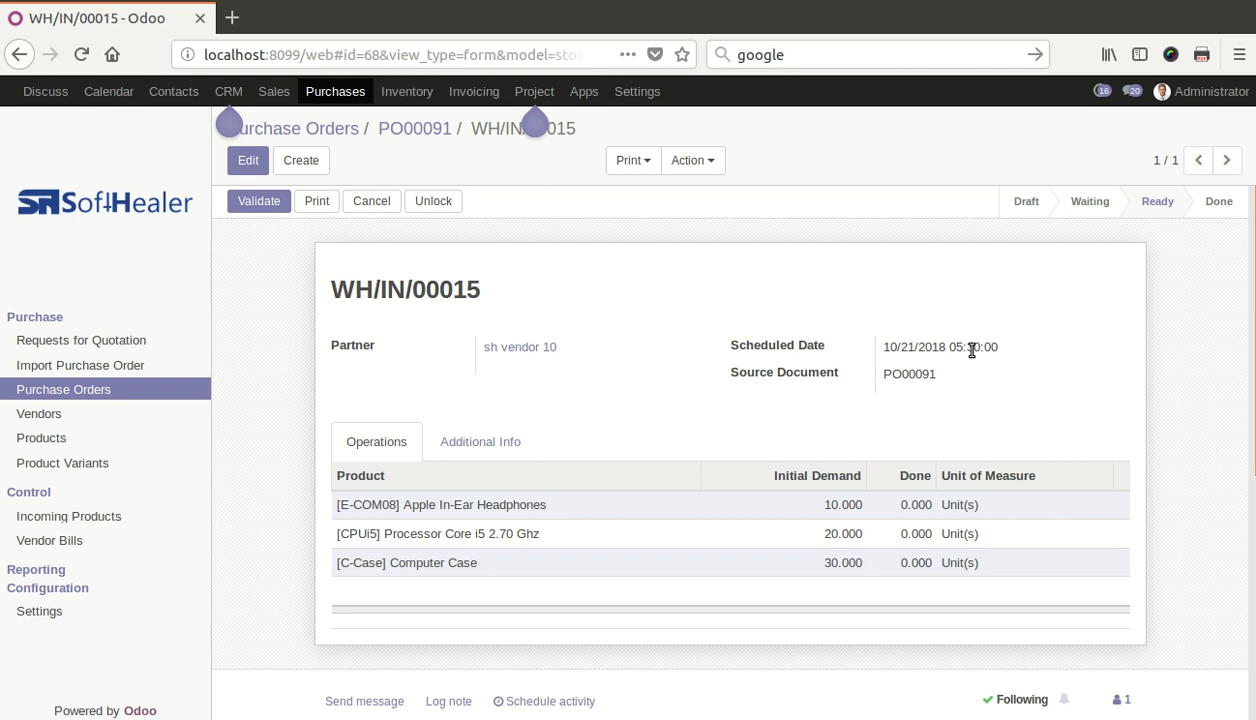 WH/IN/00015 - Odoo
localhost:8099/web#id=68&view_type=form&model=stoc
google
Discuss Calendar Contacts CRM Sales Purchases Inventory Invoicing Project Apps Settings 16 20 Administrator
urchase Orders / PO00091 / WH/IN/ 015
Edit Create Print Action 1 / 1
SoftHealer
Validate Print Cancel Unlock Draft Waiting Ready Done
WH/IN/00015
Partner sh vendor 10 Scheduled Date 10/21/2018 05:30:00
Source Document PO00091
Purchase
Requests for Quotation
Import Purchase Order
Purchase Orders
Vendors
Products
Product Variants
Control
Incoming Products
Vendor Bills
Reporting
Configuration
Settings
Powered by Odoo
Operations Additional Info
Product Initial Demand Done Unit of Measure
[E-COM08] Apple In-Ear Headphones 10.000 0.000 Unit(s)
[CPUi5] Processor Core i5 2.70 Ghz 20.000 0.000 Unit(s)
[C-Case] Computer Case 30.000 0.000 Unit(s)
Send message Log note Schedule activity Following 1